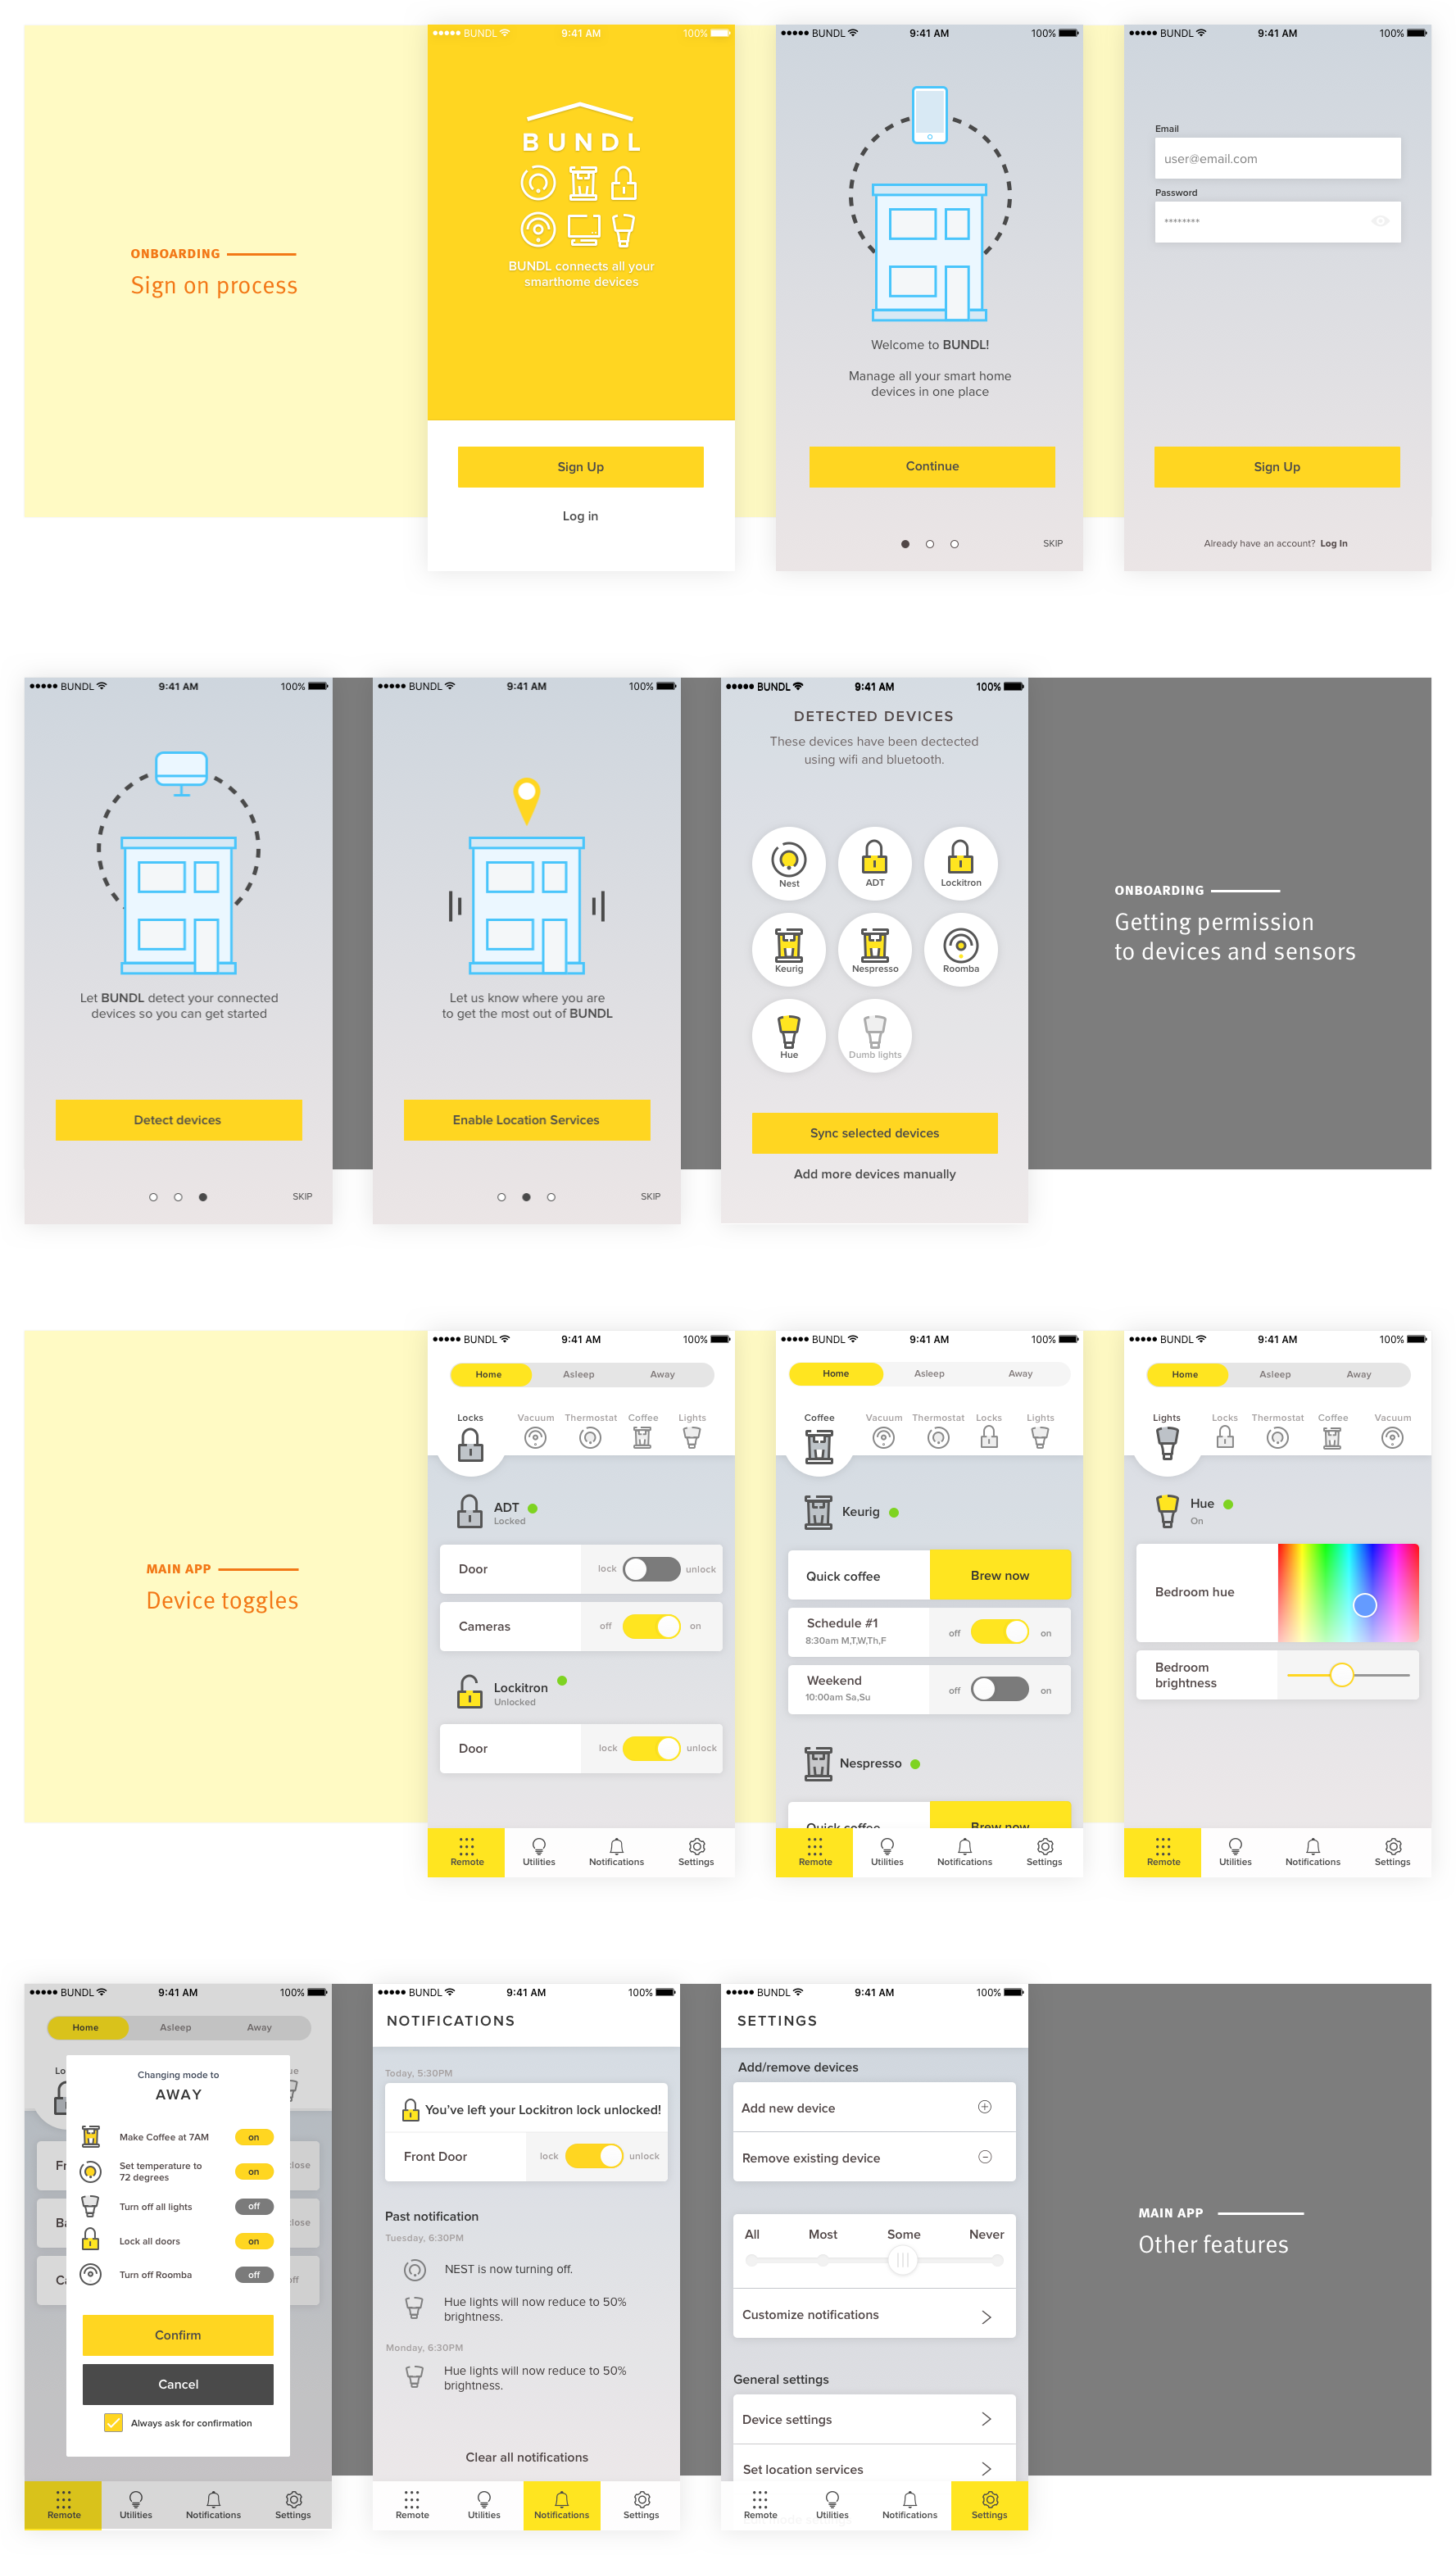 BUNDL
9:41 AM
100%
BUNDL
BUNDL connects all your
smarthome devices
Sign Up
Log in
BUNDL
9:41 AM
100%
Welcome to BUNDL!
Manage all your smart home
devices in one place
Continue
SKIP
BUNDL
9:41 AM
100%
Email
user@email.com
Password
********
Sign Up
Already have an account? Log In
ONBOARDING
Sign on process
BUNDL
9:41 AM
100%
Let BUNDL detect your connected
devices so you can get started
Detect devices
SKIP
BUNDL
9:41 AM
100%
Let us know where you are
to get the most out of BUNDL
Enable Location Services
SKIP
BUNDL
9:41 AM
100%
DETECTED DEVICES
These devices have been dectected
using wifi and bluetooth.
Nest
ADT
Lockitron
Keurig
Nespresso
Roomba
Hue
Dumb lights
Sync selected devices
Add more devices manually
ONBOARDING
Getting permission
to devices and sensors
MAIN APP
Device toggles
BUNDL
9:41 AM
100%
Home
Asleep
Away
Locks
Vacuum
Thermostat
Coffee
Lights
ADT
Locked
Door
lock
unlock
Cameras
off
on
Lockitron
Unlocked
Door
lock
unlock
Remote
Utilities
Notifications
Settings
BUNDL
9:41 AM
100%
Home
Asleep
Away
Coffee
Vacuum
Thermostat
Locks
Lights
Keurig
Quick coffee
Brew now
Schedule #1
8:30am M,T,W,Th,F
off
on
Weekend
10:00am Sa,Su
off
on
Nespresso
Quick coffee
Brew now
Remote
Utilities
Notifications
Settings
BUNDL
9:41 AM
100%
Home
Asleep
Away
Lights
Locks
Thermostat
Coffee
Vacuum
Hue
On
Bedroom hue
Bedroom
brightness
Remote
Utilities
Notifications
Settings
BUNDL
9:41 AM
100%
Home
Asleep
Away
Lo
ue
Changing mode to
AWAY
Make Coffee at 7AM
on
Set temperature to
72 degrees
on
Turn off all lights
off
Lock all doors
on
Turn off Roomba
off
Fr
lose
Ba
lose
Ca
off
Confirm
Cancel
Always ask for confirmation
Remote
Utilities
Notifications
Settings
BUNDL
9:41 AM
100%
NOTIFICATIONS
Today, 5:30PM
You've left your Lockitron lock unlocked!
Front Door
lock
unlock
Past notification
Tuesday, 6:30PM
NEST is now turning off.
Hue lights will now reduce to 50%
brightness.
Monday, 6:30PM
Hue lights will now reduce to 50%
brightness.
Clear all notifications
Remote
Utilities
Notifications
Settings
BUNDL
9:41 AM
100%
SETTINGS
Add/remove devices
Add new device
Remove existing device
All
Most
Some
Never
Customize notifications
General settings
Device settings
Set location services
Remote
Utilities
Notifications
Settings
MAIN APP
Other features